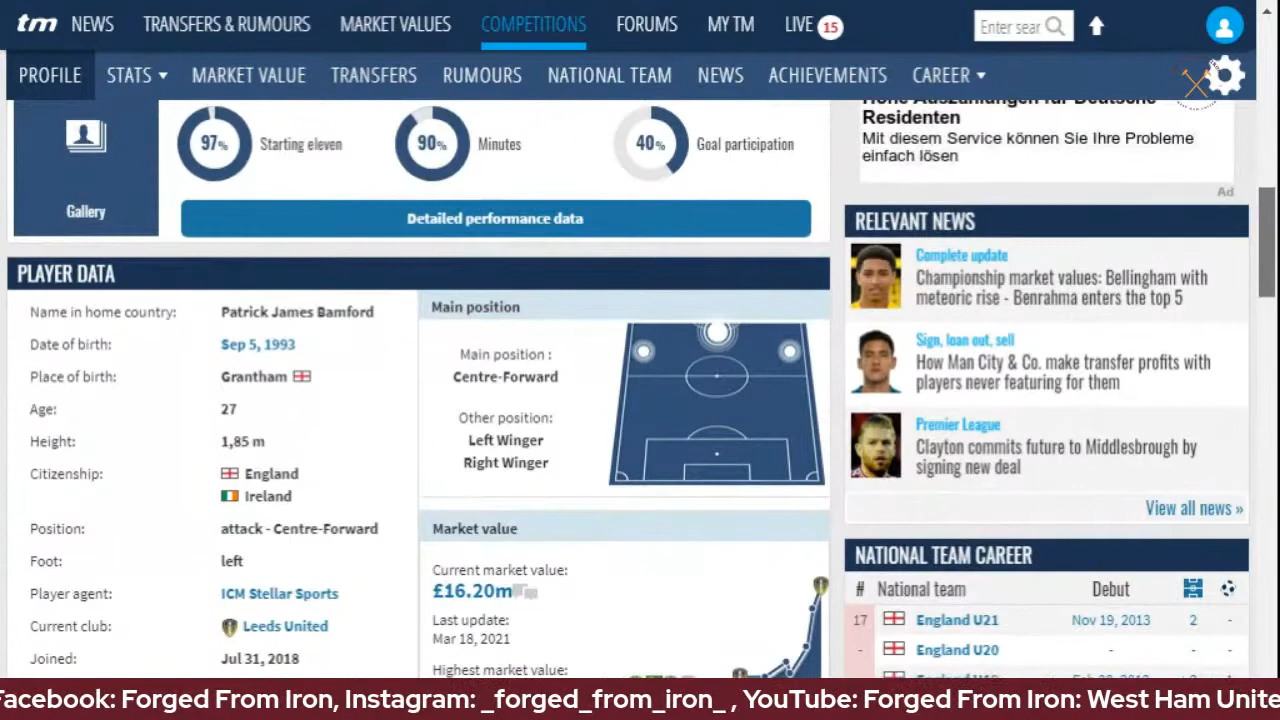 tm NEWS TRANSFERS & RUMOURS MARKET VALUES COMPETITIONS FORUMS MY TM LIVE 15 Enter sear
PROFILE STATS MARKET VALUE TRANSFERS RUMOURS NATIONAL TEAM NEWS ACHIEVEMENTS CAREER
Gallery
97% Starting eleven
90% Minutes
40% Goal participation
Detailed performance data
PLAYER DATA
Name in home country: Patrick James Bamford
Date of birth: Sep 5, 1993
Place of birth: Grantham
Age: 27
Height: 1,85 m
Citizenship: England
Ireland
Position: attack - Centre-Forward
Foot: left
Player agent: ICM Stellar Sports
Current club: Leeds United
Joined: Jul 31, 2018
Main position
Main position :
Centre-Forward
Other position:
Left Winger
Right Winger
Market value
Current market value:
£16.20m
Last update:
Mar 18, 2021
Highest market value:
Hohe Auszahlungen für Deutsche
Residenten
Mit diesem Service können Sie Ihre Probleme
einfach lösen
Ad
RELEVANT NEWS
Complete update
Championship market values: Bellingham with
meteoric rise - Benrahma enters the top 5
Sign, loan out, sell
How Man City & Co. make transfer profits with
players never featuring for them
Premier League
Clayton commits future to Middlesbrough by
signing new deal
View all news »
NATIONAL TEAM CAREER
# National team Debut
17 England U21 Nov 19, 2013 2 -
- England U20 - - -
Facebook: Forged From Iron, Instagram: _forged_from_iron_ , YouTube: Forged From Iron: West Ham Unite